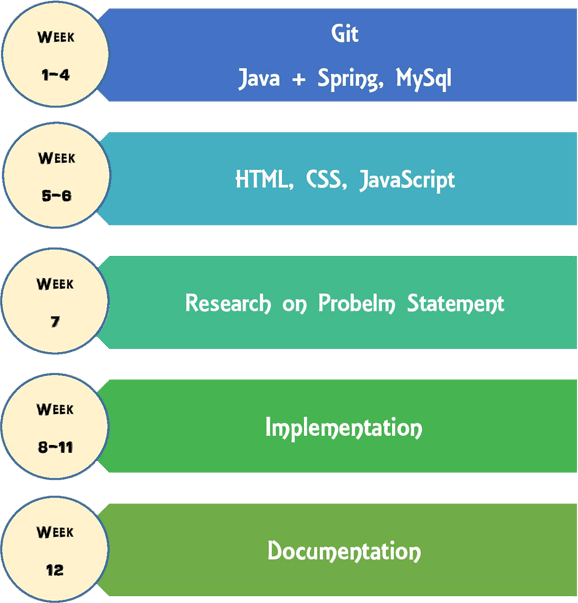 WEEK
1-4
Git
Java + Spring, MySql
WEEK
5-6
HTML, CSS, JavaScript
WEEK
7
Research on Probelm Statement
WEEK
8-11
Implementation
WEEK
12
Documentation